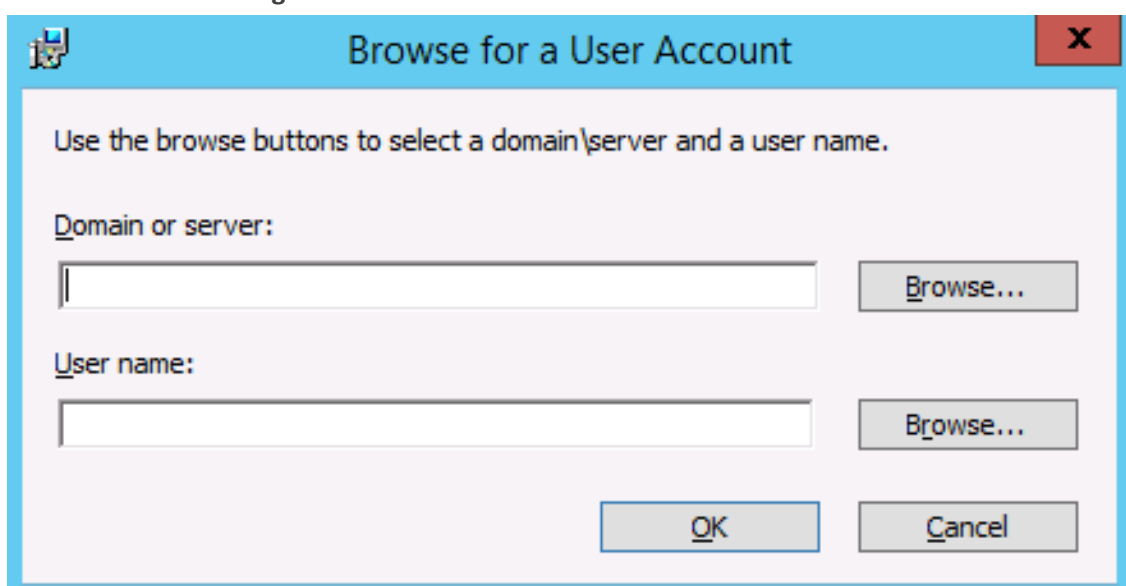 Browse for a User Account
x
Use the browse buttons to select a domain\server and a user name.
Domain or server:
Browse...
User name:
Browse...
OK
Cancel